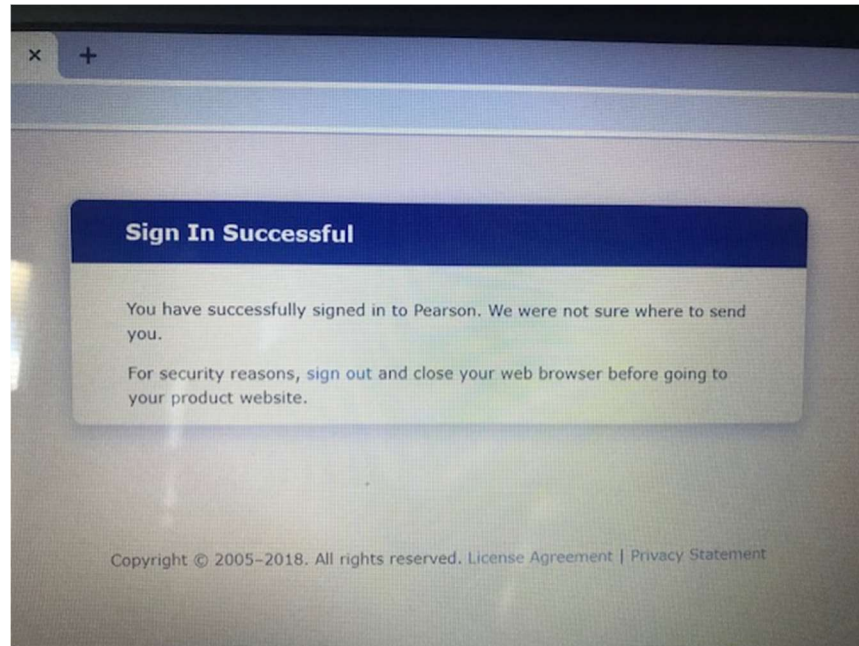 Sign In Successful
You have successfully signed in to Pearson. We were not sure where to send
you.
For security reasons, sign out and close your web browser before going to
your product website.
Copyright © 2005–2018. All rights reserved. License Agreement | Privacy Statement